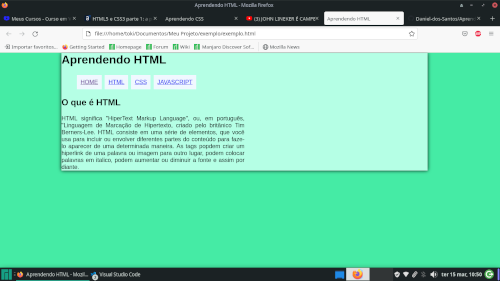 Aprendendo HTML - Mozilla Firefox
Meus Cursos - Curso em
HTML5 e CSS3 parte 1: a
Aprendendo CSS
(3) JOHN LINEKER É CAMPE
Aprendendo HTML
Daniel-dos-Santos/Apren
file:///home/toki/Documentos/Meu Projeto/exemplo/exemplo.html
Importar favoritos...
Getting Started
Homepage
Forum
Wiki
Manjaro Discover Sof...
Mozilla News
Aprendendo HTML
HOME
HTML
CSS
JAVASCRIPT
O que é HTML
HTML significa "HiperText Markup Language", ou, em português,
"Linguagem de Marcação de Hipertexto, criado pelo britânico Tim
Berners-Lee. HTML consiste em uma série de elementos, que você
usa para incluir ou envolver diferentes partes do conteúdo para faze-
lo aparecer de uma determinada maneira. As tags popdem criar um
hiperlink de uma palavra ou imagem para outro lugar, podem colocar
palavras em itálico, podem aumentar ou diminuir a fonte e assim por
diante.
Aprendendo HTML - Mozil...
Visual Studio Code
ter 15 mar, 10:50